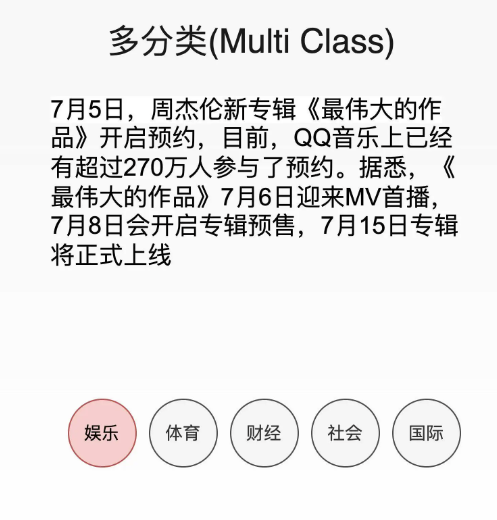 多分类(Multi Class)
7月5日，周杰伦新专辑《最伟大的作
品》开启预约，目前，QQ音乐上已经
有超过270万人参与了预约。据悉，《
最伟大的作品》7月6日迎来MV首播，
7月8日会开启专辑预售，7月15日专辑
将正式上线
娱乐 体育 财经 社会 国际